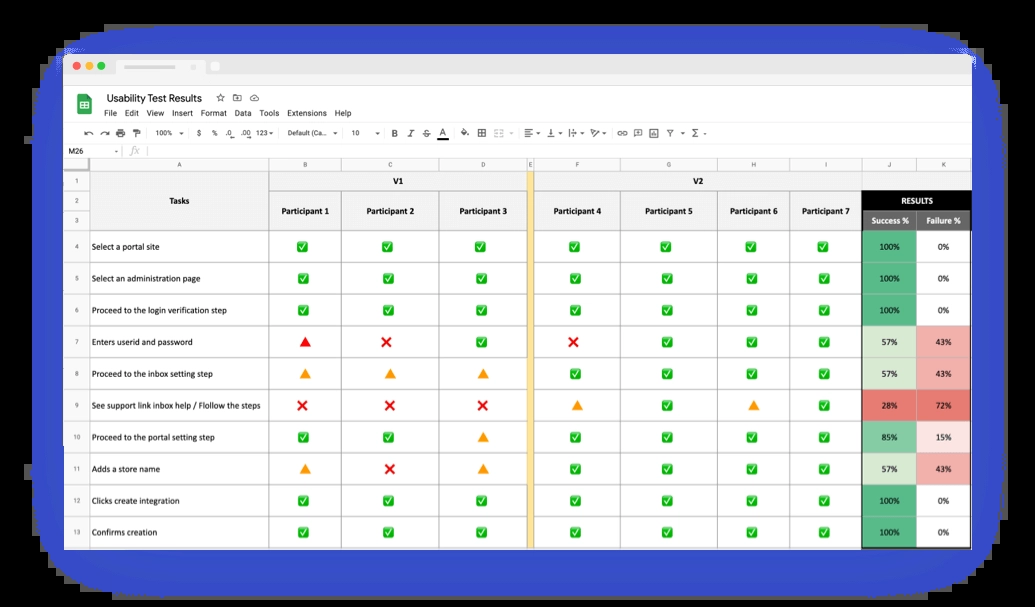 Usability Test Results
File Edit View Insert Format Data Tools Extensions Help
100% $ % .0 .00 123 Default (Ca... 10 B I S A
M26 fx
A B C D E F G H I J K
1 V1 V2
2 Tasks Participant 1 Participant 2 Participant 3 Participant 4 Participant 5 Participant 6 Participant 7 RESULTS
3 Success % Failure %
4 Select a portal site 100% 0%
5 Select an administration page 100% 0%
6 Proceed to the login verification step 100% 0%
7 Enters userid and password 57% 43%
8 Proceed to the inbox setting step 57% 43%
9 See support link inbox help / Flollow the steps 28% 72%
10 Proceed to the portal setting step 85% 15%
11 Adds a store name 57% 43%
12 Clicks create integration 100% 0%
13 Confirms creation 100% 0%